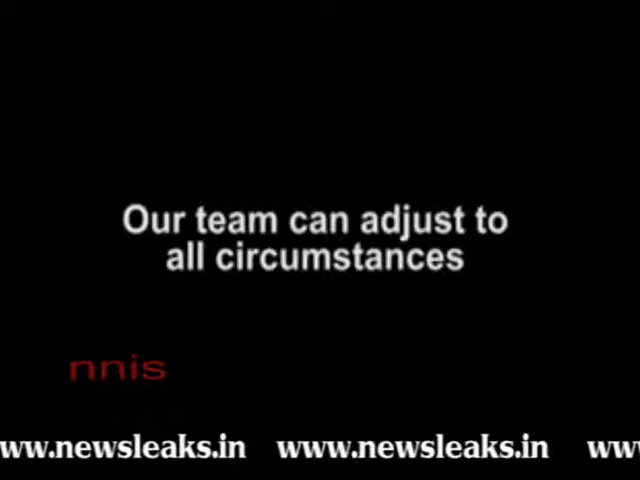 Our team can adjust to
all circumstances
nnis
www.newsleaks.in www.newsleaks.in